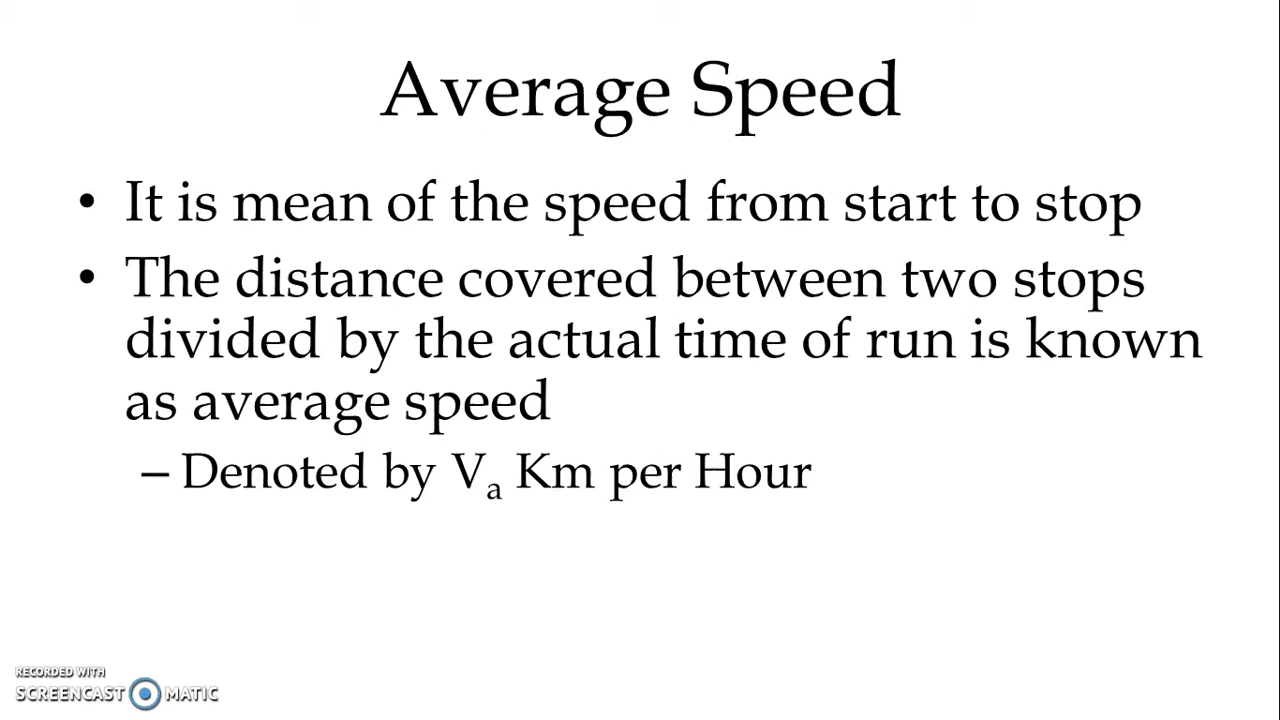 Average Speed
• It is mean of the speed from start to stop
• The distance covered between two stops
divided by the actual time of run is known
as average speed
– Denoted by Vₐ Km per Hour
RECORDED WITH
SCREENCAST MATIC